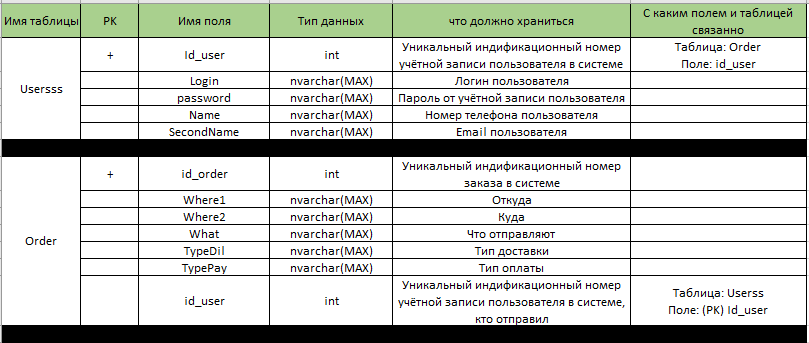 Имя таблицы PK Имя поля Тип данных что должно храниться С каким полем и таблицей
связанно
Usersss + Id_user int Уникальный индификационный номер
учётной записи пользователя в системе Таблица: Order
Поле: id_user
Login nvarchar(MAX) Логин пользователя
password nvarchar(MAX) Пароль от учётной записи пользователя
Name nvarchar(MAX) Номер телефона пользователя
SecondName nvarchar(MAX) Email пользователя
Order + id_order int Уникальный индификационный номер
заказа в системе
Where1 nvarchar(MAX) Откуда
Where2 nvarchar(MAX) Куда
What nvarchar(MAX) Что отправляют
TypeDil nvarchar(MAX) Тип доставки
TypePay nvarchar(MAX) Тип оплаты
id_user int Уникальный индификационный номер
учётной записи пользователя в системе,
кто отправил Таблица: Userss
Поле: (PK) Id_user